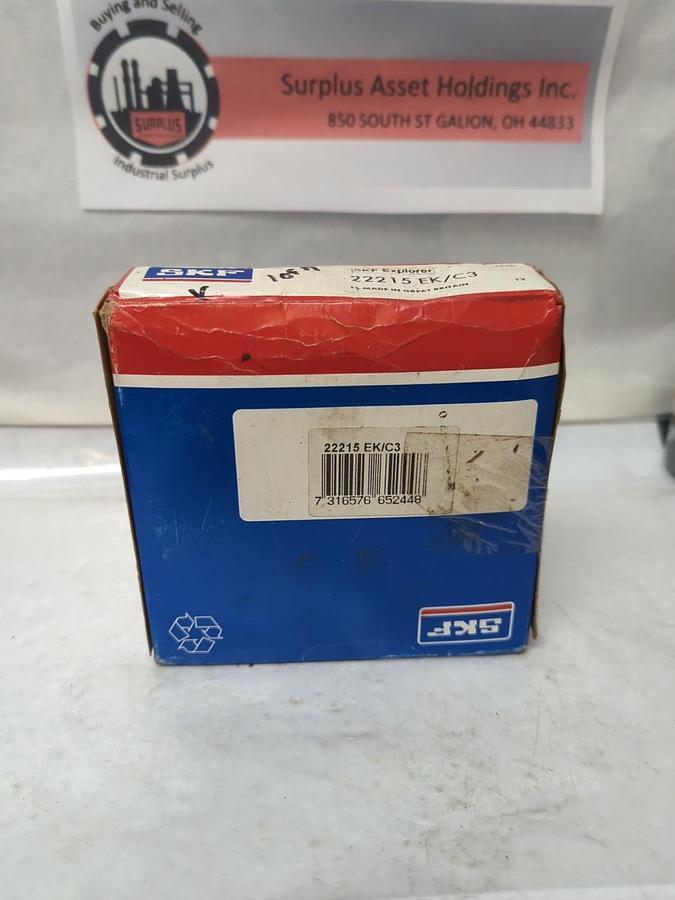 Buying and Selling
SURPLUS
Industrial Surplus
Surplus Asset Holdings Inc.
850 SOUTH ST GALION, OH 44833
SKF
SKF Explorer
22215 EK/C3
MADE IN GREAT BRITAIN
K
22215 EK/C3
7 316576 652448
SKF